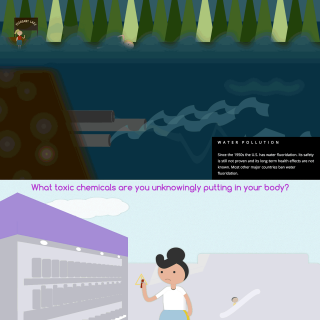 WATER POLLUTION
Since the 1950s the U.S. has water fluoridation, its safety
is still not proven and its long term health effects are not
known. Most other major countries ban water
fluoridation.
What toxic chemicals are you unknowingly putting in your body?